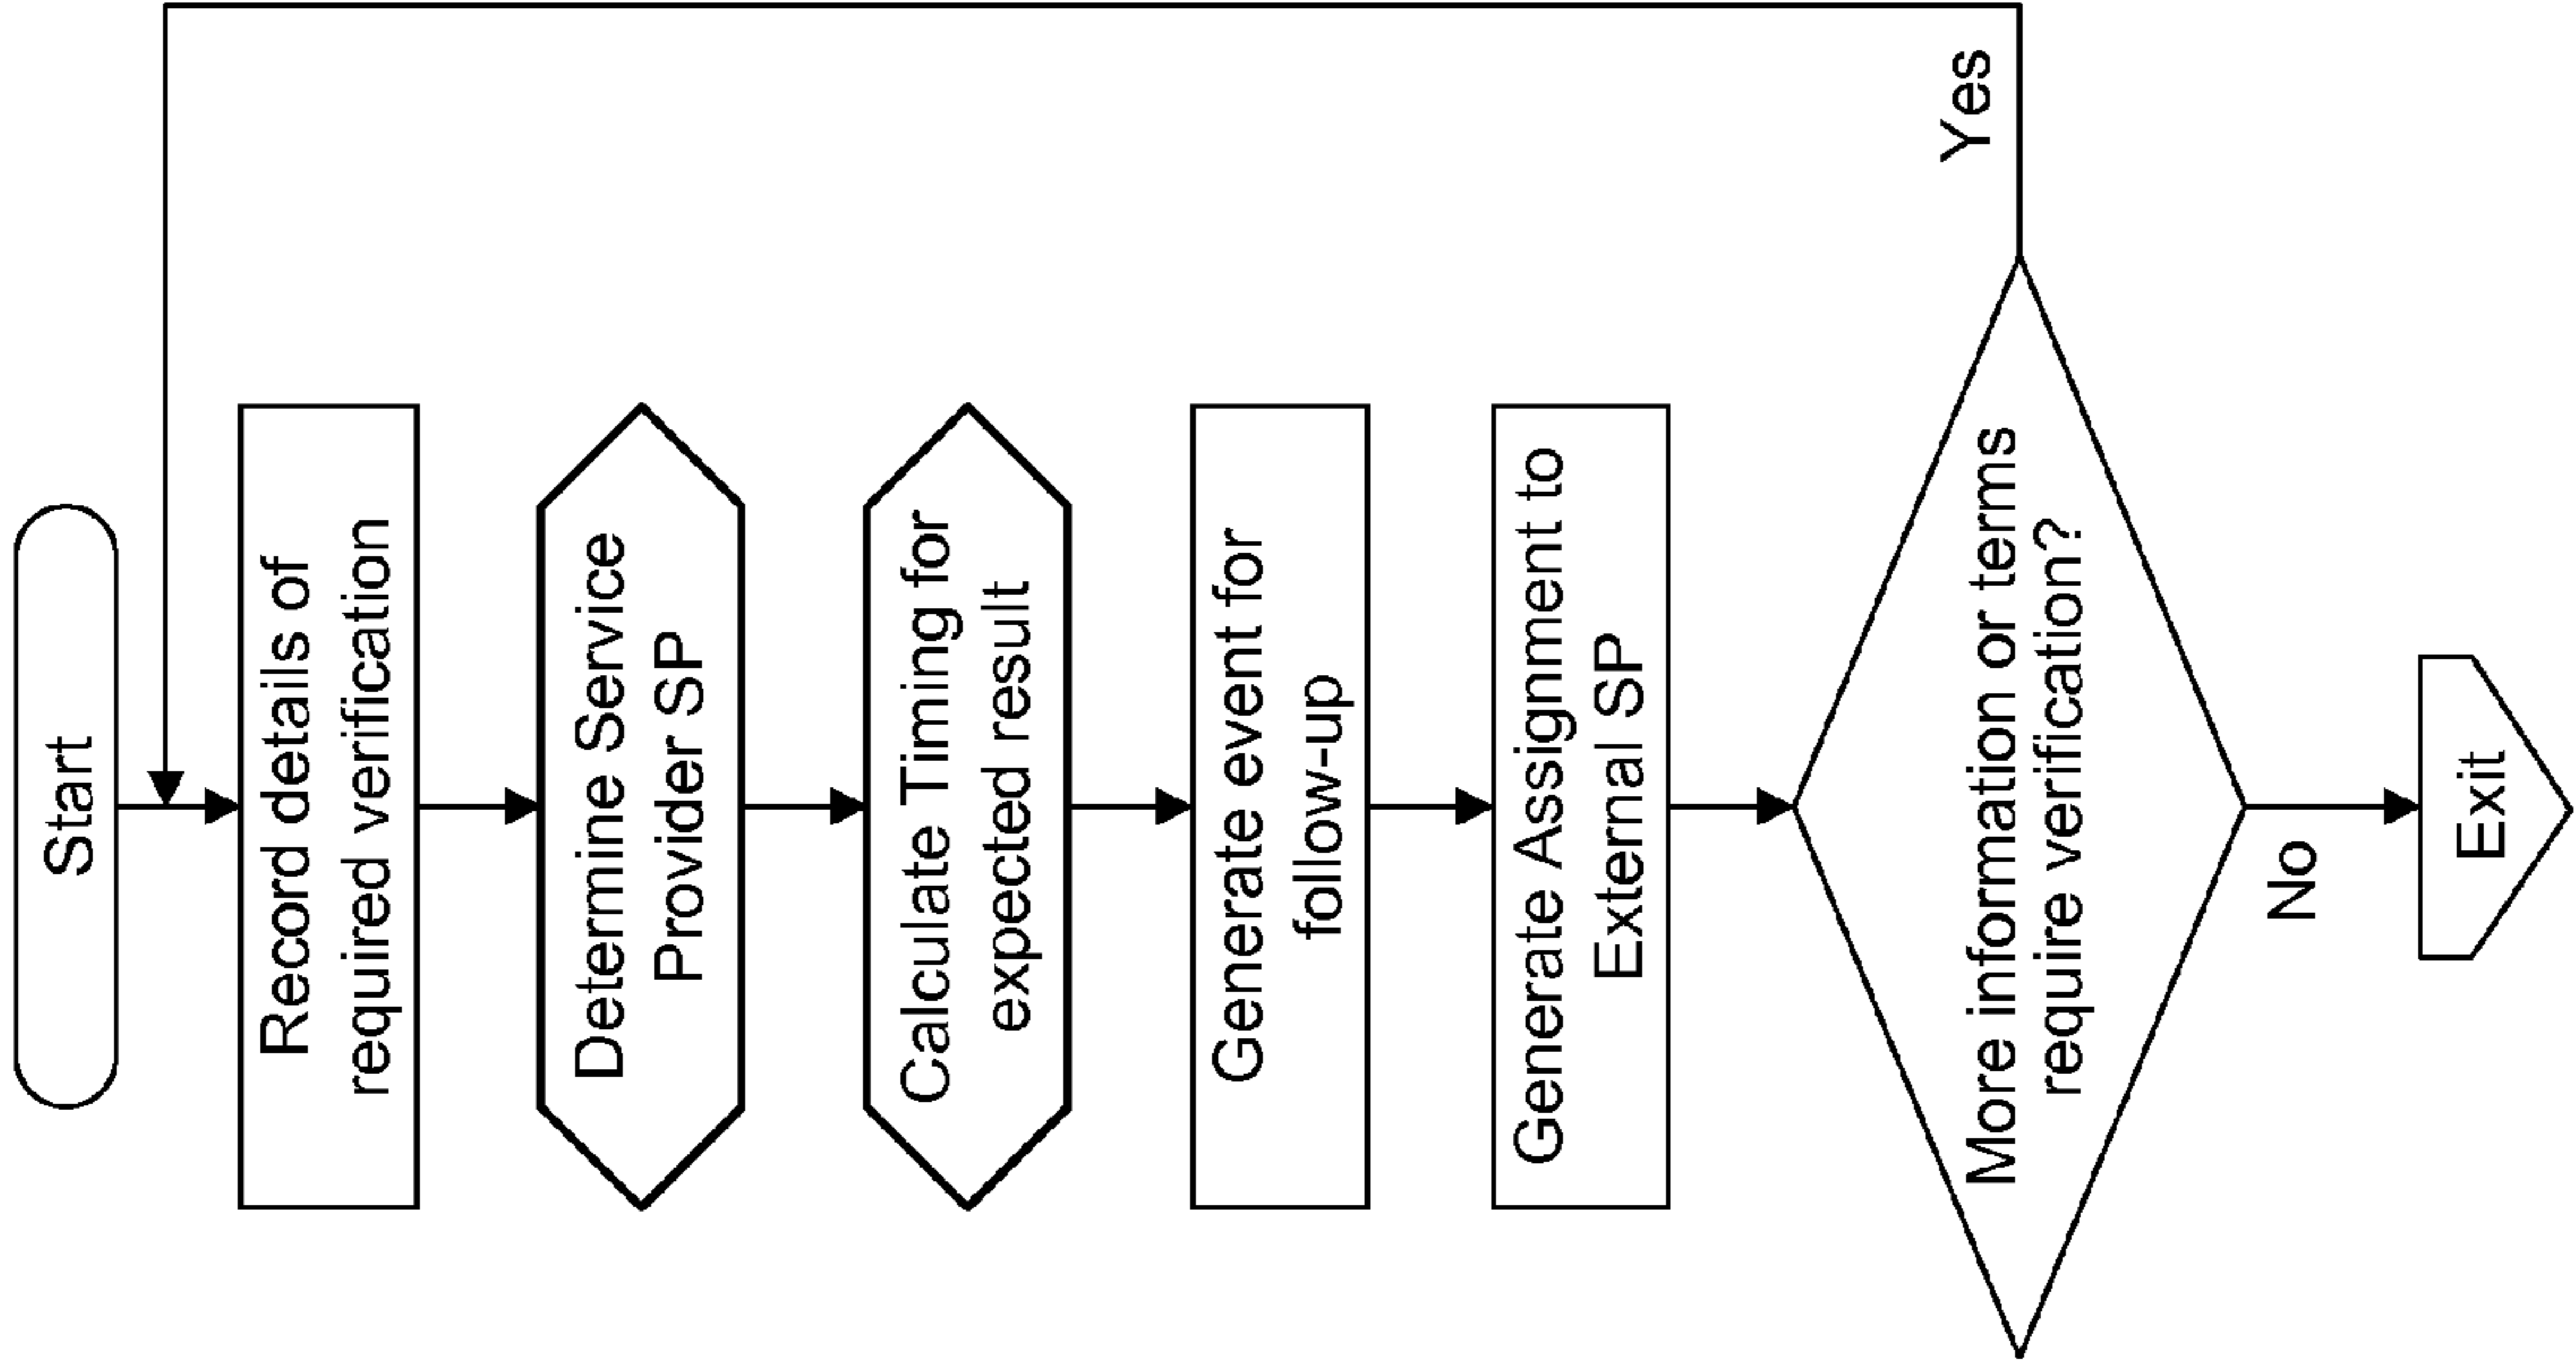 Start
Record details of
required verification
Determine Service
Provider SP
Calculate Timing for
expected result
Generate event for
follow-up
Generate Assignment to
External SP
More information or terms
require verification?
Yes
No
Exit